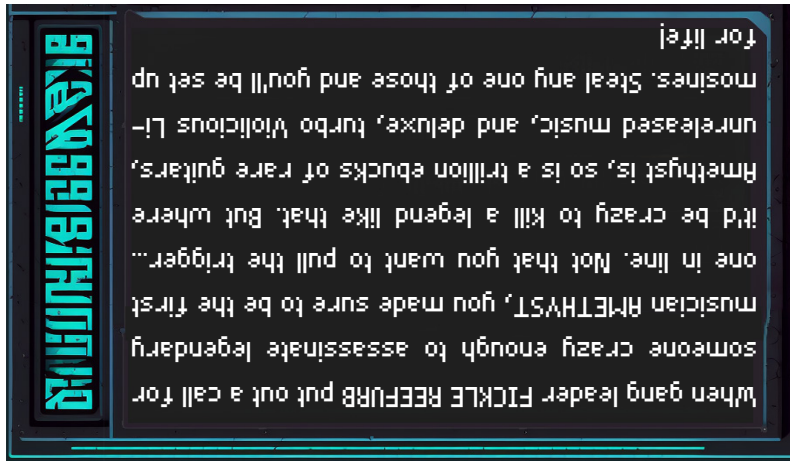 When gang leader FICKLE REEFURB put out a call for
someone crazy enough to assassinate legendary
musician AMETHYST, you made sure to be the first
one in line. Not that you want to pull the trigger...
it'd be crazy to kill a legend like that. But where
Amethyst is, so is a trillion ebucks of rare guitars,
unreleased music, and deluxe, turbo Violicious Li-
mosines. Steal any one of those and you'll be set up
for life!